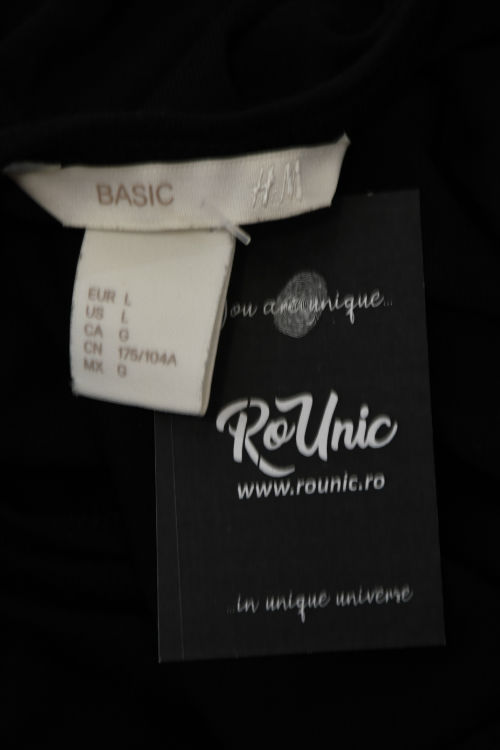 BASIC H&M
EUR L
US L
CA G
CN 175/104A
MX G
you are unique...
RoUnic
www.rounic.ro
...in unique universe